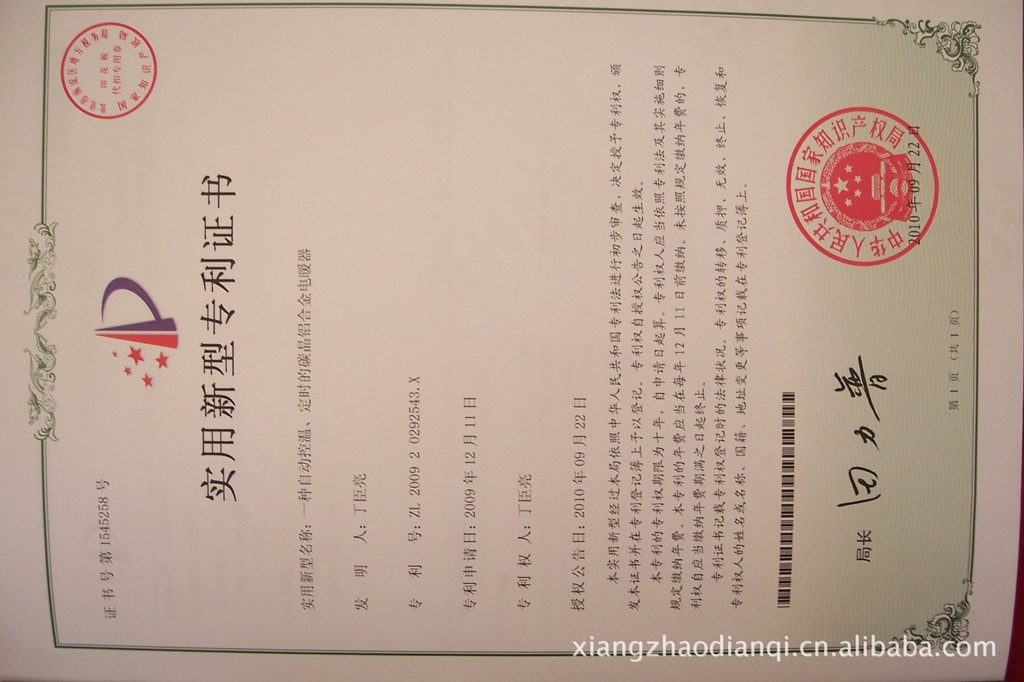 证书号第1545258号
印花税
代扣专用章
实用新型专利证书
实用新型名称：一种自动控温、定时的碳晶铝合金电暖器
发明人：丁臣亮
专利号：ZL 2009 2 0292543.X
专利申请日：2009年12月11日
专利权人：丁臣亮
授权公告日：2010年09月22日
本实用新型经过本局依照中华人民共和国专利法进行初步审查，决定授予专利权，颁
发本证书并在专利登记簿上予以登记。专利权自授权公告之日起生效。
本专利的专利权期限为十年，自申请日起算。专利权人应当依照专利法及其实施细则
规定缴纳年费。本专利的年费应当在每年12月11日前缴纳。未按照规定缴纳年费的，专
利权自应当缴纳年费期满之日起终止。
专利证书记载专利权登记时的法律状况。专利权的转移、质押、无效、终止、恢复和
专利权人的姓名或名称、国籍、地址变更等事项记载在专利登记簿上。
局长 田力普
中华人民共和国国家知识产权局
2010年09月22日
第1页（共1页）
xiangzhaodianqi.cn.alibaba.com